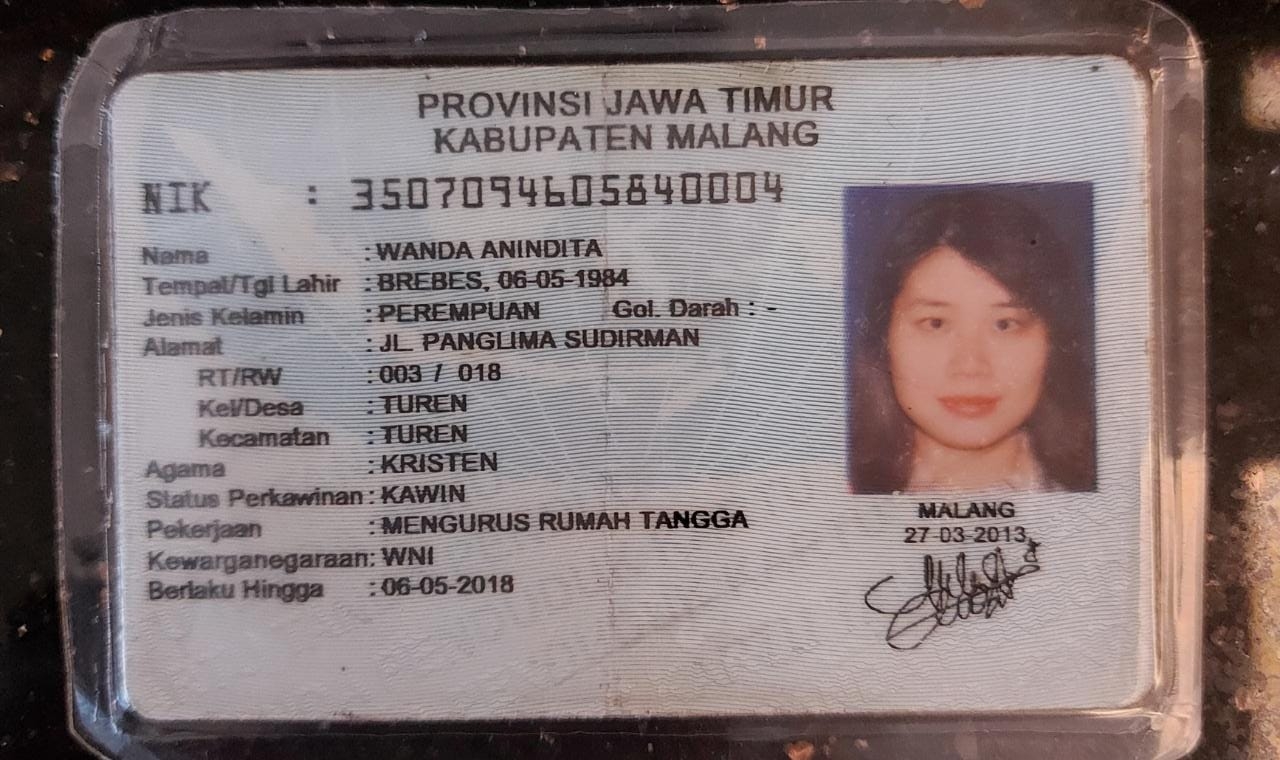 PROVINSI JAWA TIMUR
KABUPATEN MALANG
NIK : 3507094605840004
Nama : WANDA ANINDITA
Tempat/Tgl Lahir : BREBES, 06-05-1984
Jenis Kelamin : PEREMPUAN Gol. Darah : -
Alamat : JL. PANGLIMA SUDIRMAN
RT/RW : 003 / 018
Kel/Desa : TUREN
Kecamatan : TUREN
Agama : KRISTEN
Status Perkawinan : KAWIN
Pekerjaan : MENGURUS RUMAH TANGGA
Kewarganegaraan : WNI
Berlaku Hingga : 06-05-2018
MALANG
27-03-2013